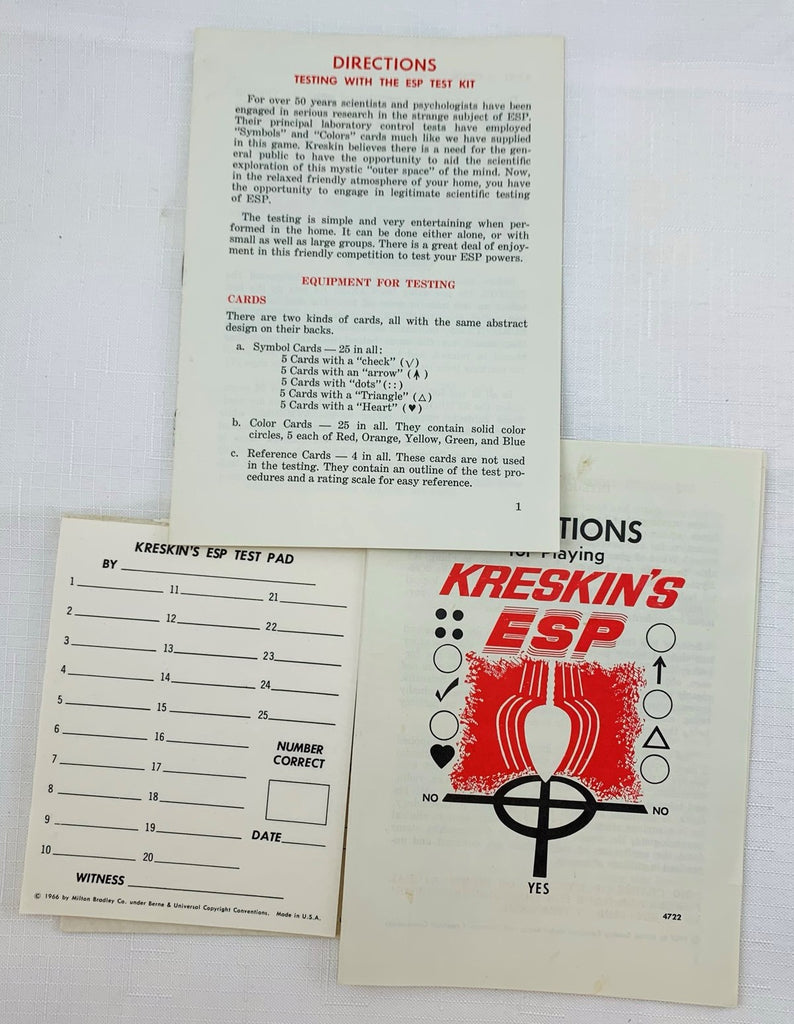 DIRECTIONS
TESTING WITH THE ESP TEST KIT
For over 50 years scientists and psychologists have been
engaged in serious research in the strange subject of ESP.
Their principal laboratory control tests have employed
"Symbols" and "Colors" cards much like we have supplied
in this game. Kreskin believes there is a need for the gen-
eral public to have the opportunity to aid the scientific
exploration of this mystic "outer space" of the mind. Now,
in the relaxed friendly atmosphere of your home, you have
the opportunity to engage in legitimate scientific testing
of ESP.
The testing is simple and very entertaining when per-
formed in the home. It can be done either alone, or with
small as well as large groups. There is a great deal of enjoy-
ment in this friendly competition to test your ESP powers.
EQUIPMENT FOR TESTING
CARDS
There are two kinds of cards, all with the same abstract
design on their backs.
a. Symbol Cards — 25 in all:
5 Cards with a "check" (√)
5 Cards with an "arrow" (↑)
5 Cards with "dots" (::)
5 Cards with a "Triangle" (△)
5 Cards with a "Heart" (♥)
b. Color Cards — 25 in all. They contain solid color
circles, 5 each of Red, Orange, Yellow, Green, and Blue
c. Reference Cards — 4 in all. These cards are not used
in the testing. They contain an outline of the test pro-
cedures and a rating scale for easy reference.
1
KRESKIN'S ESP TEST PAD
BY
1 11 21
2 12 22
3 13 23
4 14 24
5 15 25
6 16
7 17
8 18
9 19
10 20
NUMBER
CORRECT
DATE
WITNESS
© 1966 by Milton Bradley Co. under Berne & Universal Copyright Conventions. Made in U.S.A.
TIONS
for Playing
KRESKIN'S
ESP
NO NO
YES
4722